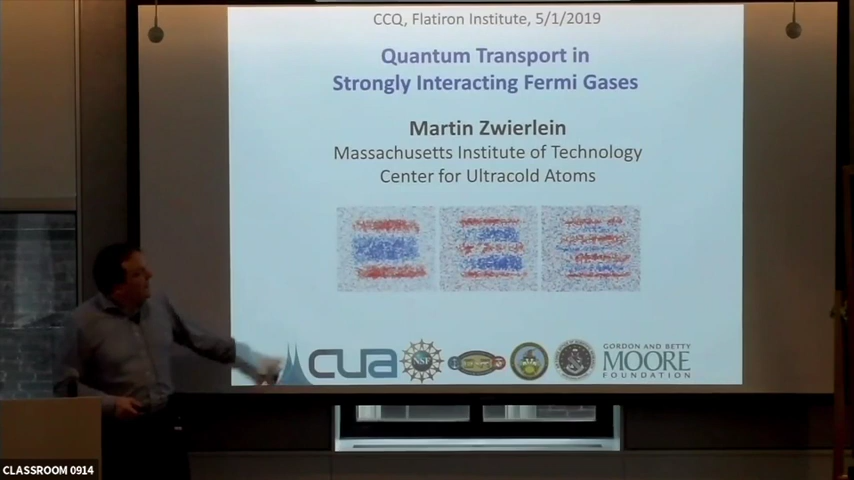 CCQ, Flatiron Institute, 5/1/2019
Quantum Transport in
Strongly Interacting Fermi Gases
Martin Zwierlein
Massachusetts Institute of Technology
Center for Ultracold Atoms
CUA
NSF
GORDON AND BETTY
MOORE
FOUNDATION
CLASSROOM 0914